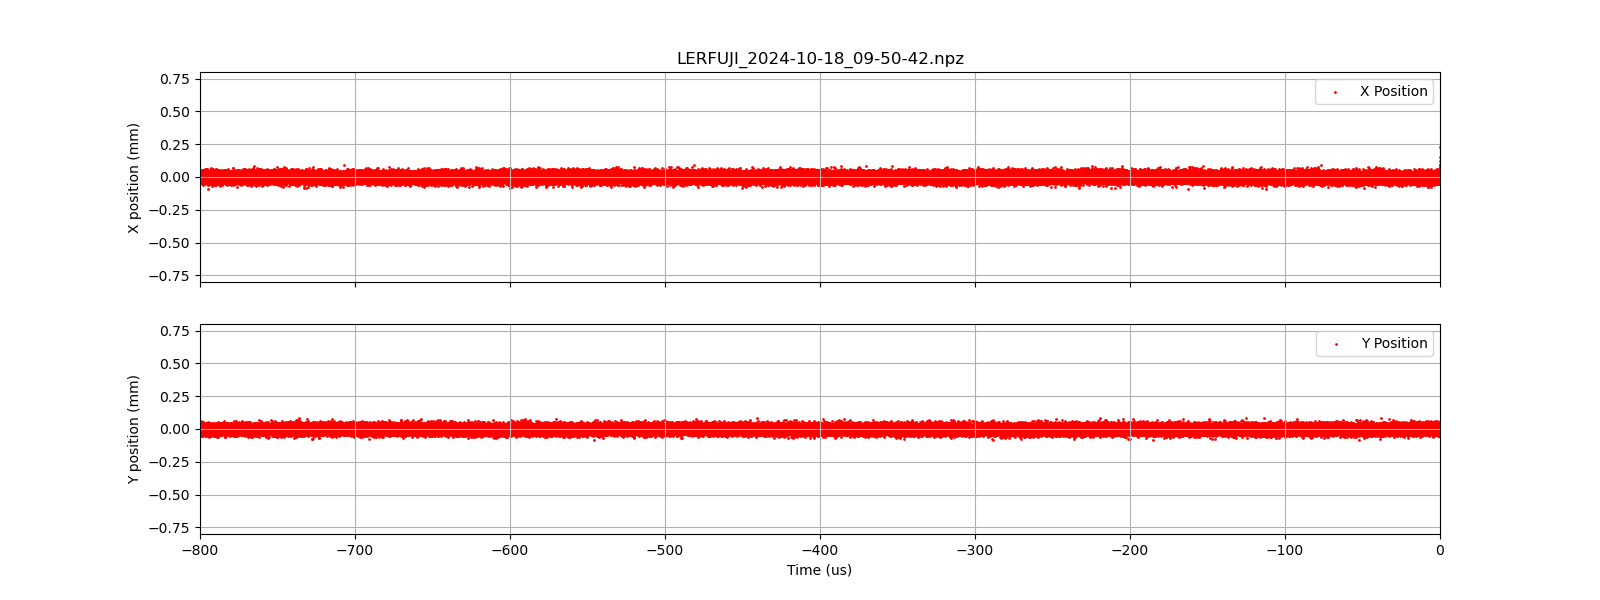 LERFUJI_2024-10-18_09-50-42.npz
0.75
0.50
0.25
0.00
−0.25
−0.50
−0.75
X position (mm)
X Position
0.75
0.50
0.25
0.00
−0.25
−0.50
−0.75
Y position (mm)
Y Position
−800 −700 −600 −500 −400 −300 −200 −100 0
Time (us)